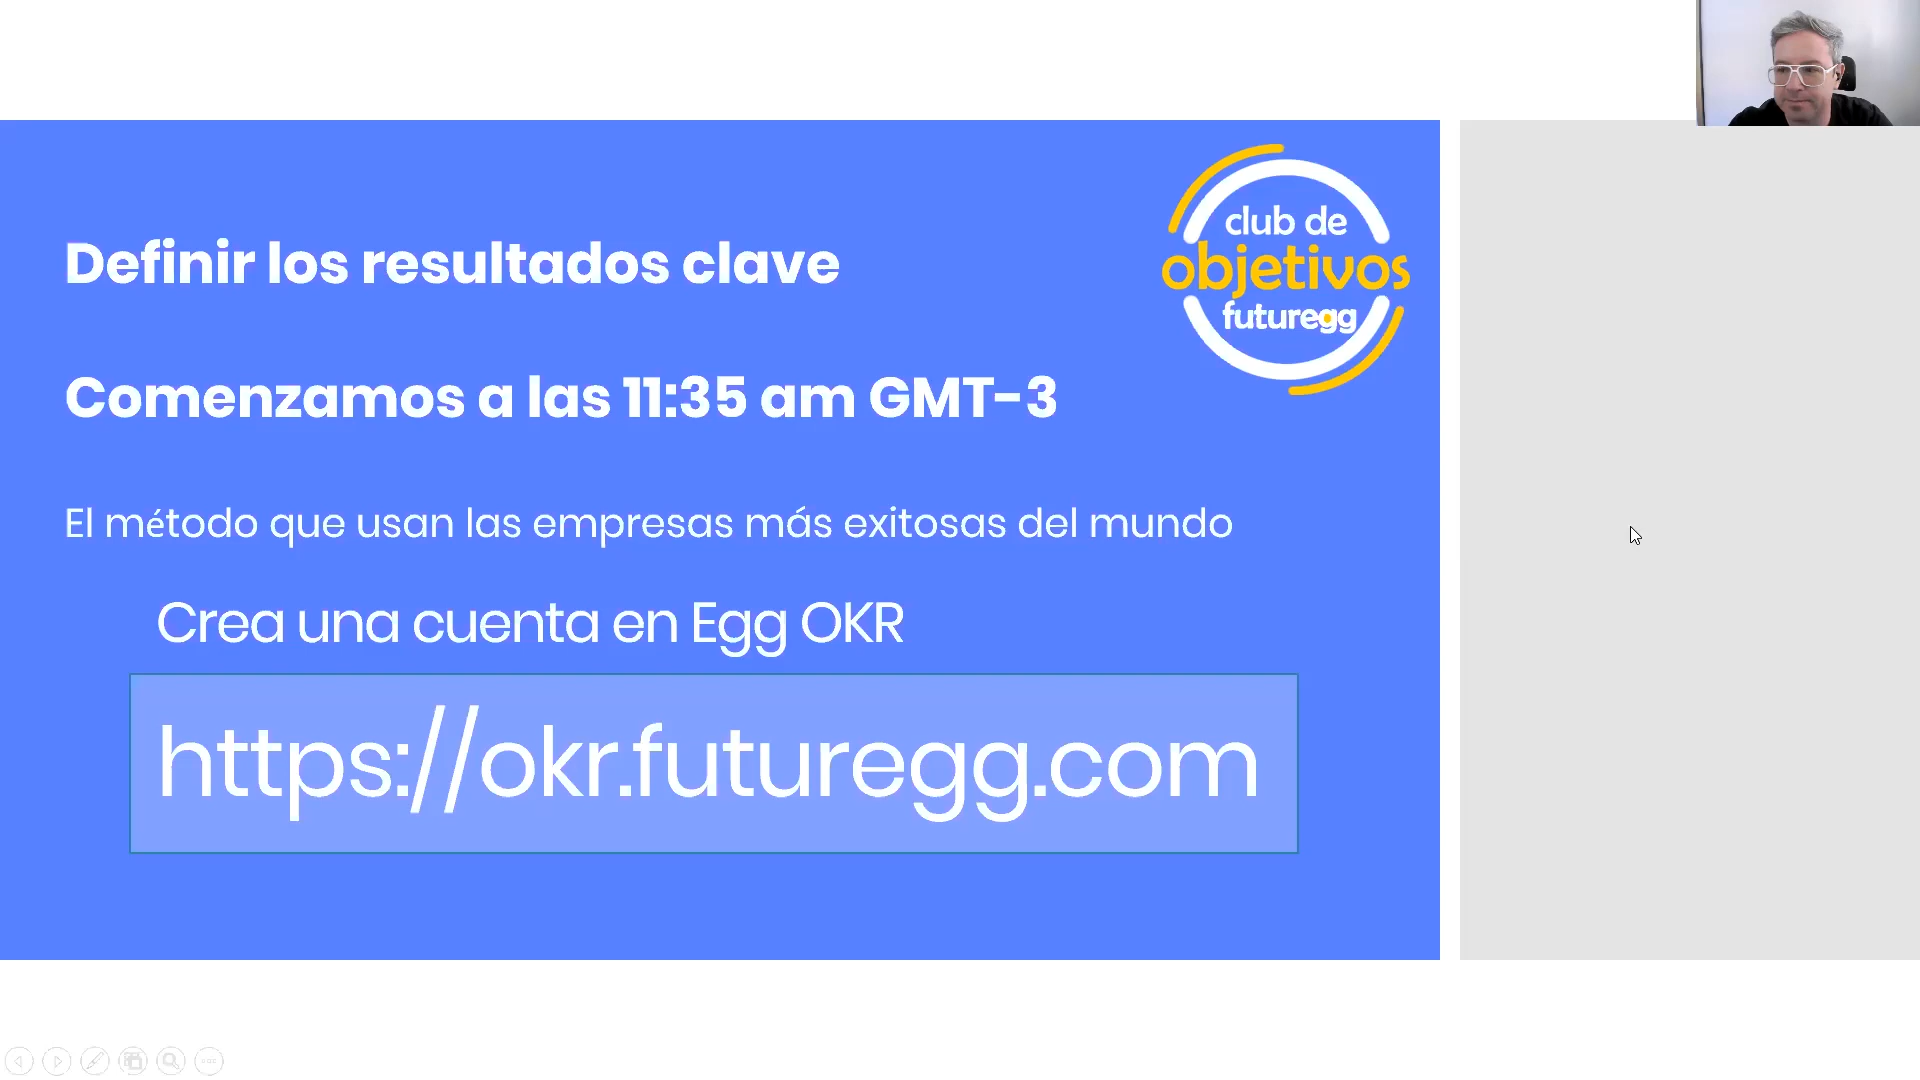 Definir los resultados clave
Comenzamos a las 11:35 am GMT-3
El método que usan las empresas más exitosas del mundo
Crea una cuenta en Egg OKR
https://okr.futuregg.com
club de
objetivos
futuregg